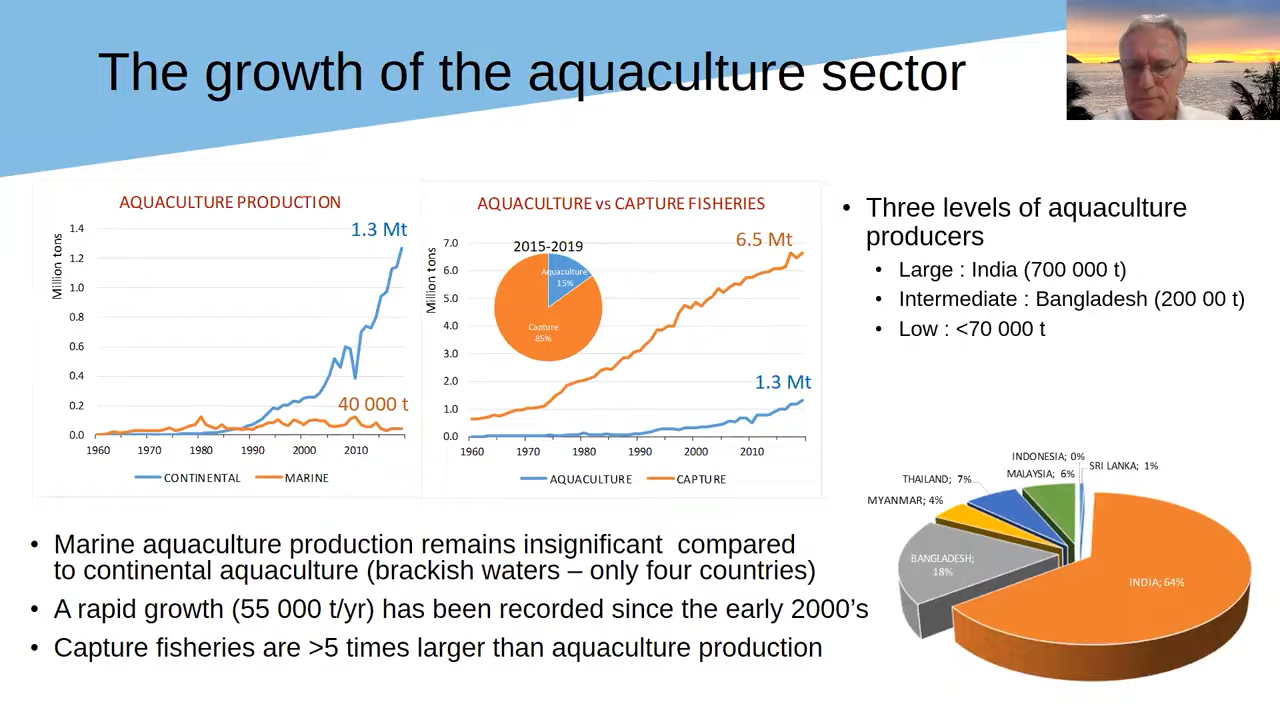 The growth of the aquaculture sector
AQUACULTURE PRODUCTION
1.3 Mt
Million tons
1.4
1.2
1.0
0.8
0.6
0.4
0.2
0.0
40 000 t
1960 1970 1980 1990 2000 2010
CONTINENTAL MARINE
AQUACULTURE vs CAPTURE FISHERIES
6.5 Mt
Million tons
7.0
6.0
5.0
4.0
3.0
2.0
1.0
0.0
2015-2019
Aquaculture
15%
Capture
85%
1.3 Mt
1960 1970 1980 1990 2000 2010
AQUACULTURE CAPTURE
• Three levels of aquaculture
producers
• Large : India (700 000 t)
• Intermediate : Bangladesh (200 00 t)
• Low : <70 000 t
INDONESIA; 0%
SRI LANKA; 1%
MALAYSIA; 6%
THAILAND; 7%
MYANMAR; 4%
BANGLADESH;
18%
INDIA; 64%
• Marine aquaculture production remains insignificant compared
to continental aquaculture (brackish waters – only four countries)
• A rapid growth (55 000 t/yr) has been recorded since the early 2000’s
• Capture fisheries are >5 times larger than aquaculture production